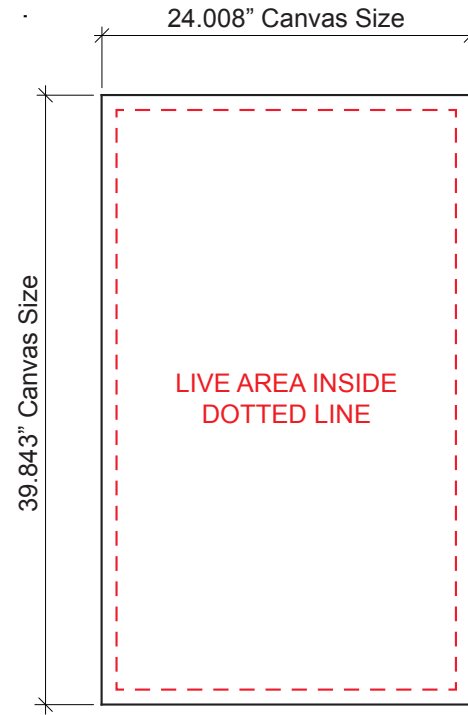 24.008” Canvas Size
39.843” Canvas Size
LIVE AREA INSIDE
DOTTED LINE